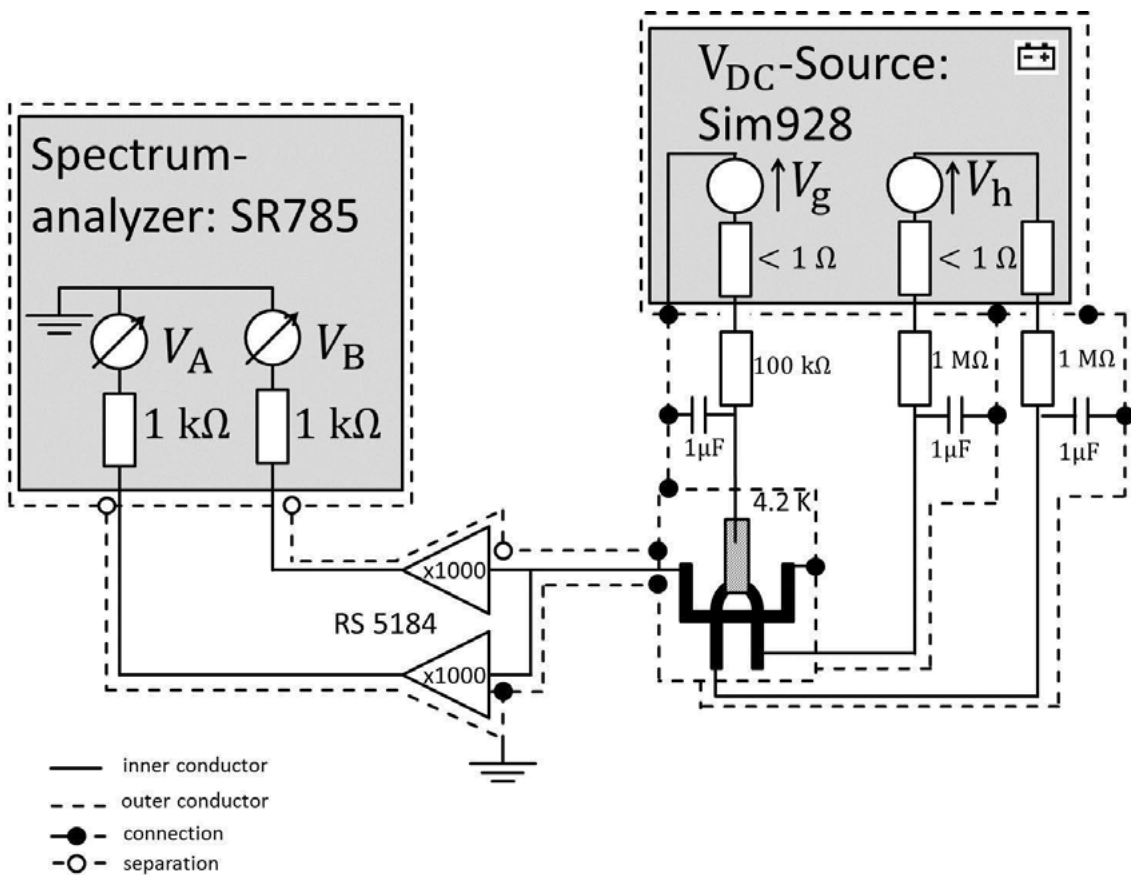 V_DC-Source:
Sim928
V_g
V_h
< 1 Ω
< 1 Ω
Spectrum-
analyzer: SR785
V_A
V_B
1 kΩ
1 kΩ
100 kΩ
1 MΩ
1 MΩ
1µF
1µF
1µF
4.2 K
x1000
RS 5184
x1000
inner conductor
outer conductor
connection
separation